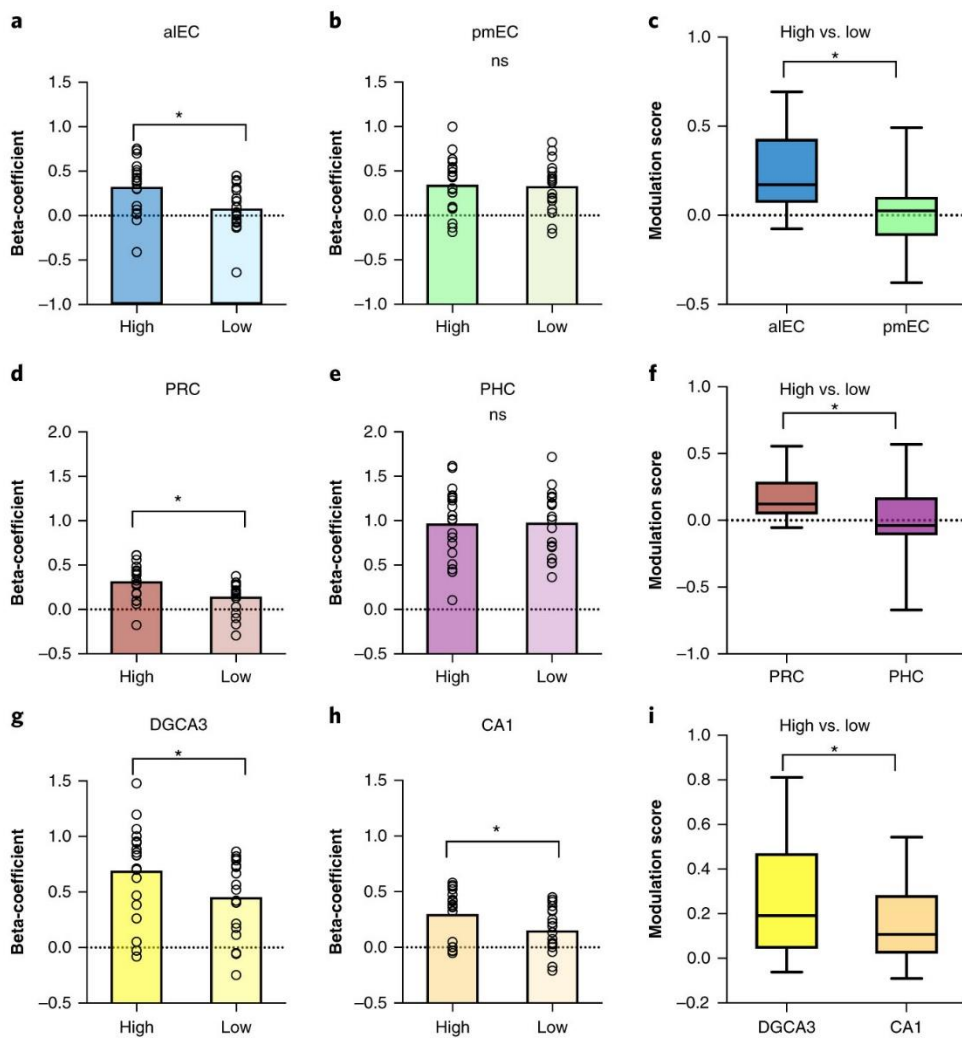 a
alEC
Beta-coefficient
1.5
1.0
0.5
0.0
–0.5
–1.0
*
High Low
b
pmEC
ns
Beta-coefficient
1.5
1.0
0.5
0.0
–0.5
–1.0
High Low
c
High vs. low
Modulation score
1.0
0.5
0.0
–0.5
*
alEC pmEC
d
PRC
Beta-coefficient
2.0
1.5
1.0
0.5
0.0
–0.5
*
High Low
e
PHC
ns
Beta-coefficient
2.0
1.5
1.0
0.5
0.0
–0.5
High Low
f
High vs. low
Modulation score
1.0
0.5
0.0
–0.5
–1.0
*
PRC PHC
g
DGCA3
Beta-coefficient
1.5
1.0
0.5
0.0
–0.5
*
High Low
h
CA1
Beta-coefficient
1.5
1.0
0.5
0.0
–0.5
*
High Low
i
High vs. low
Modulation score
1.0
0.8
0.6
0.4
0.2
0.0
–0.2
*
DGCA3 CA1